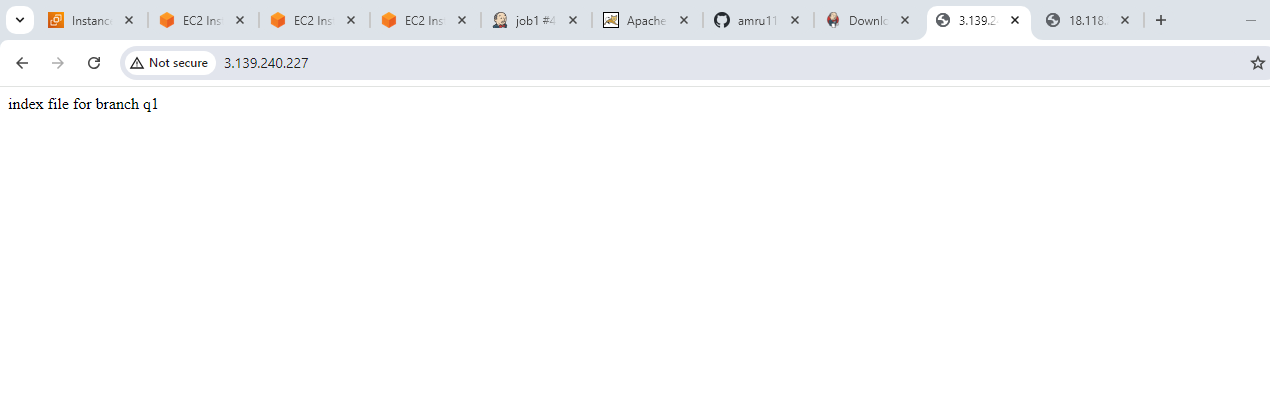 Instanc
EC2 Ins
EC2 Ins
EC2 Ins
job1 #4
Apache
amru11
Downlo
3.139.2
18.118.
Not secure
3.139.240.227
index file for branch q1